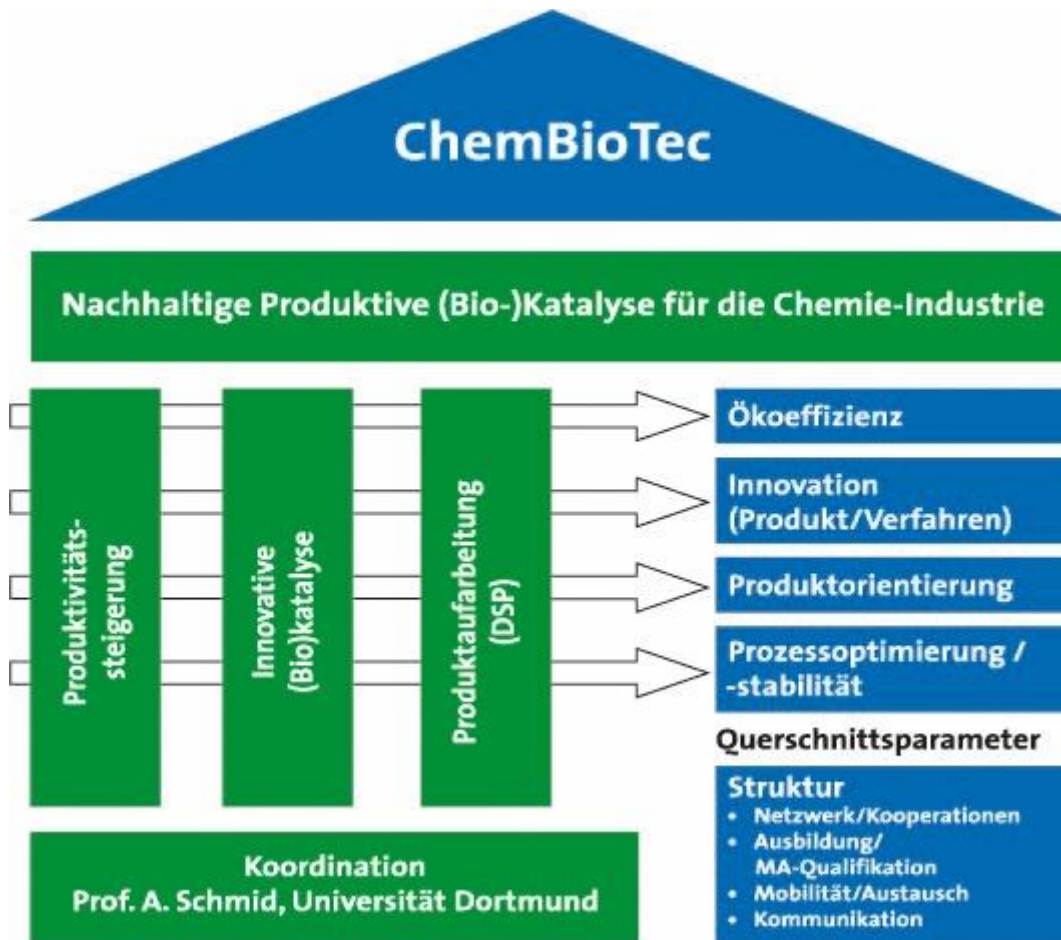 ChemBioTec
Nachhaltige Produktive (Bio-)Katalyse für die Chemie-Industrie
Produktivitäts-
steigerung
Innovative
(Bio)katalyse
Produktaufarbeitung
(DSP)
Ökoeffizienz
Innovation
(Produkt/Verfahren)
Produktorientierung
Prozessoptimierung /
-stabilität
Querschnittsparameter
Struktur
• Netzwerk/Kooperationen
• Ausbildung/
MA-Qualifikation
• Mobilität/Austausch
• Kommunikation
Koordination
Prof. A. Schmid, Universität Dortmund